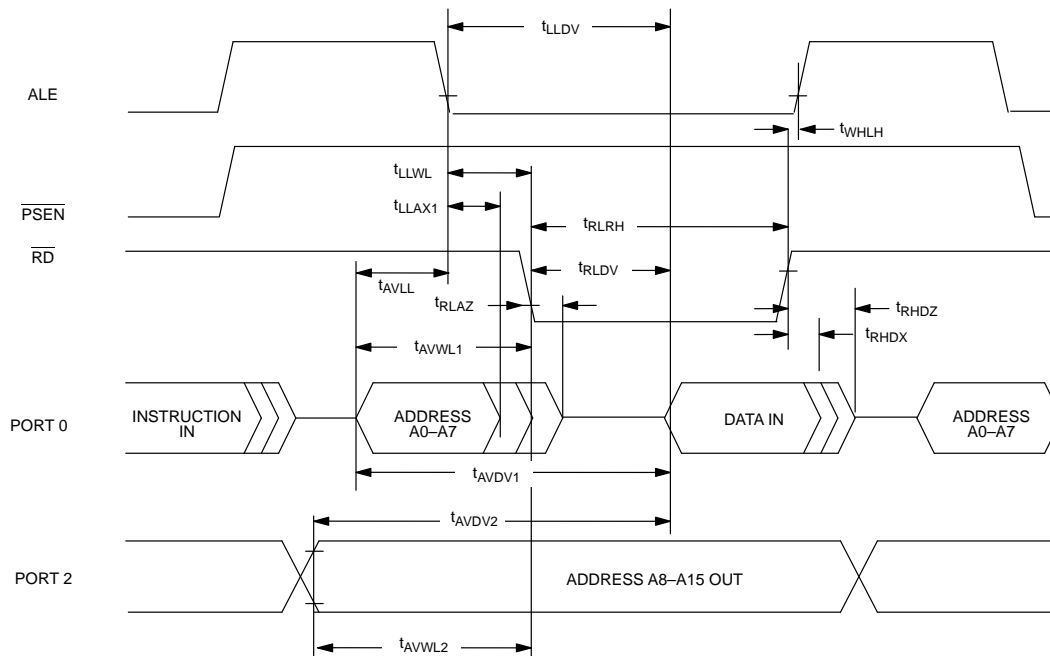 tLLDV
ALE
tWHLH
tLLWL
tLLAX1
PSEN
tRLRH
RD
tRLDV
tAVLL
tRLAZ
tRHDZ
tRHDX
tAVWL1
PORT 0
INSTRUCTION
IN
ADDRESS
A0–A7
DATA IN
ADDRESS
A0–A7
tAVDV1
tAVDV2
PORT 2
ADDRESS A8–A15 OUT
tAVWL2